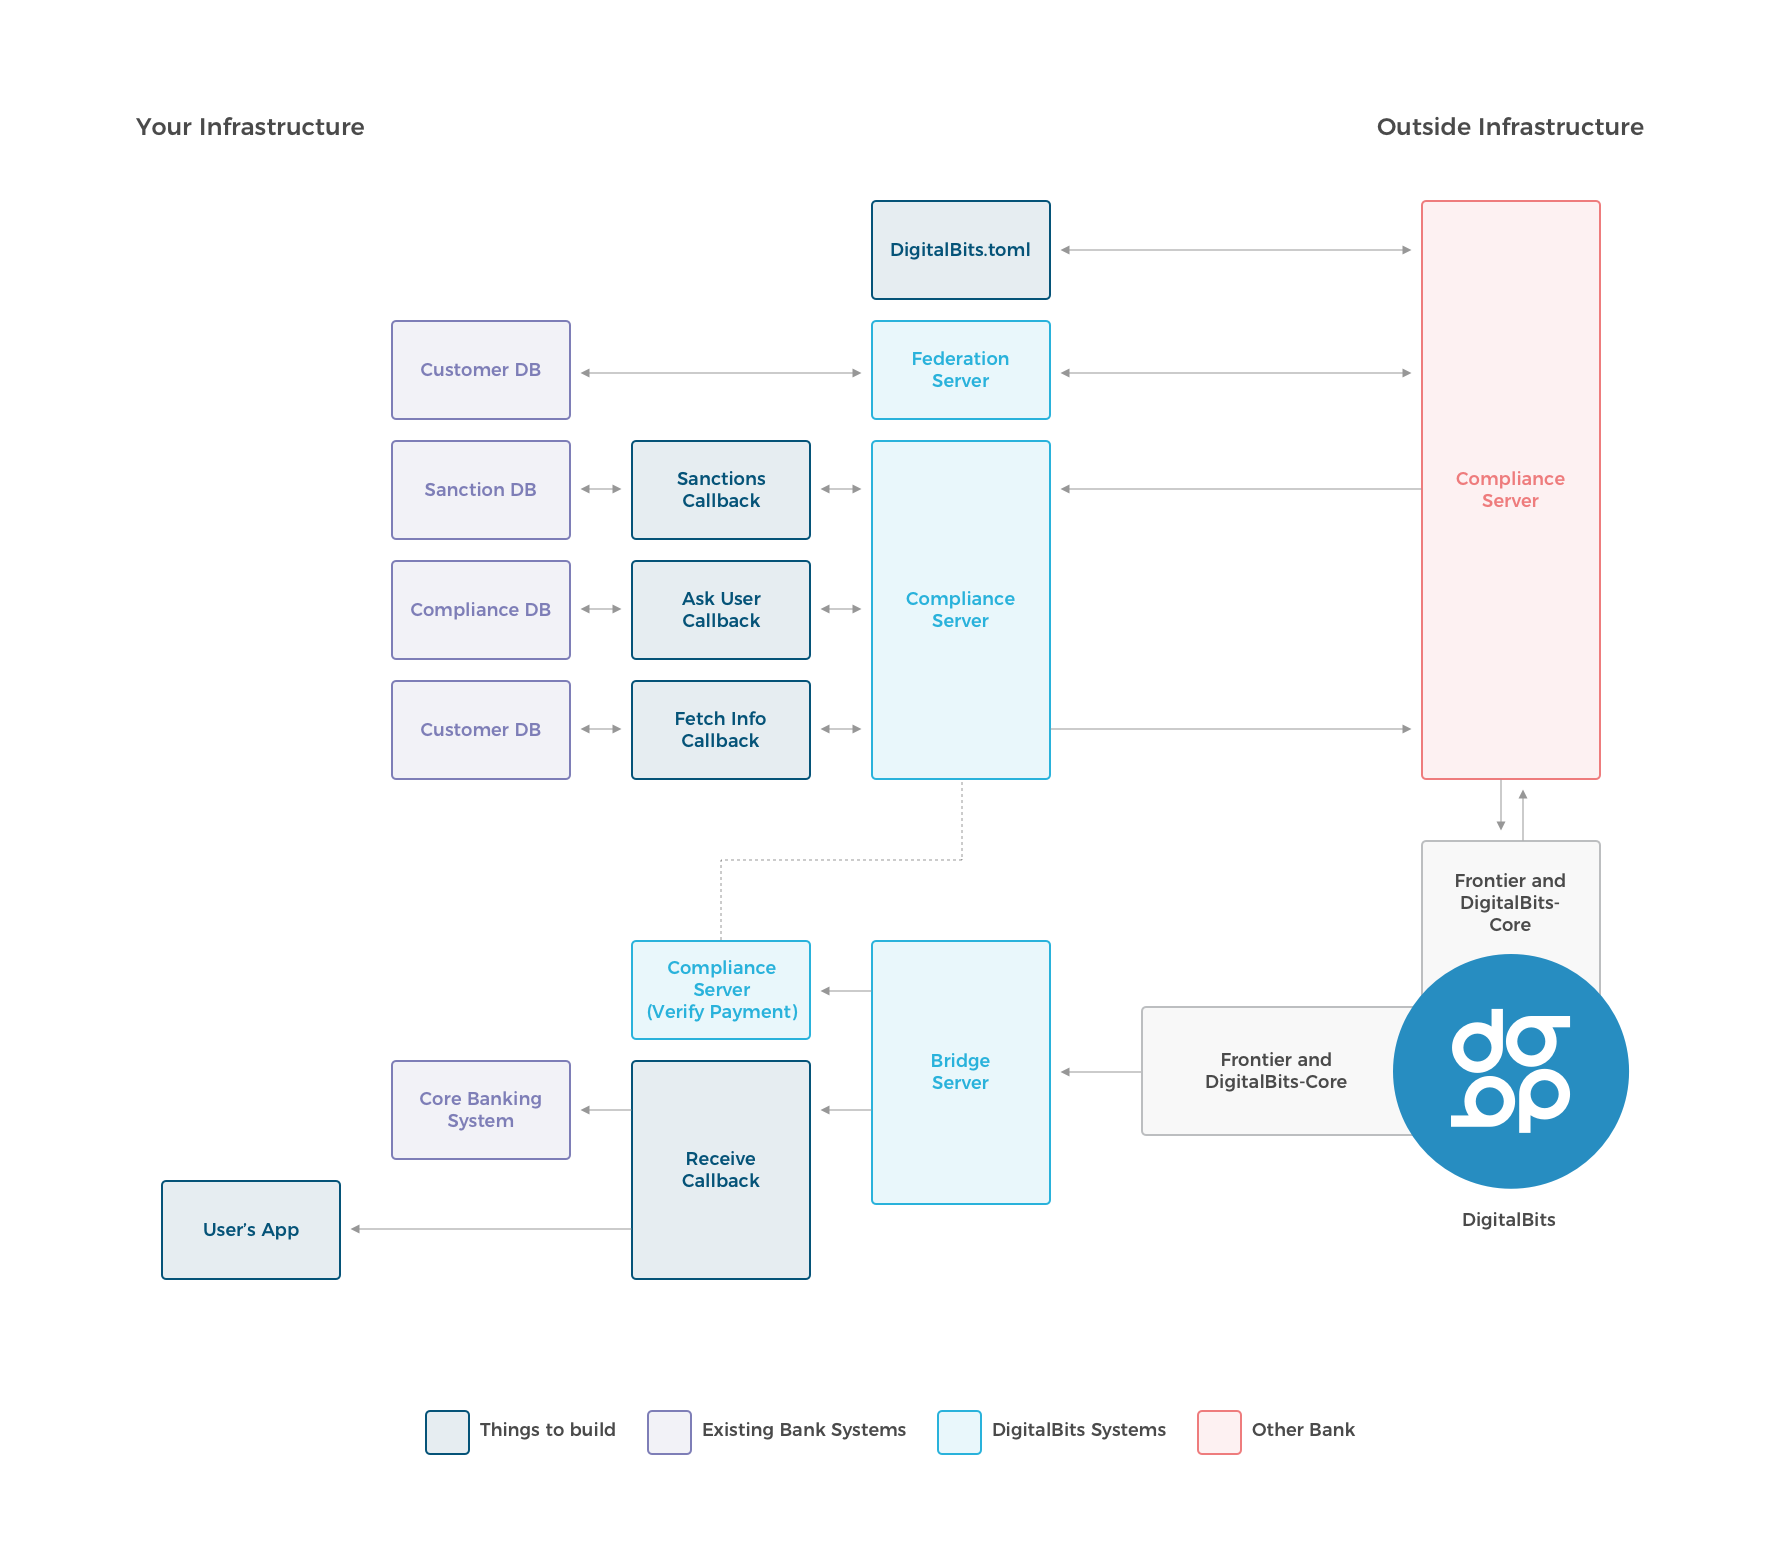 Your Infrastructure
Outside Infrastructure
DigitalBits.toml
Customer DB
Federation
Server
Sanction DB
Sanctions
Callback
Compliance
Server
Compliance DB
Ask User
Callback
Compliance
Server
Customer DB
Fetch Info
Callback
Frontier and
DigitalBits-
Core
Compliance
Server
(Verify Payment)
Bridge
Server
Frontier and
DigitalBits-Core
Core Banking
System
Receive
Callback
User's App
DigitalBits
Things to build
Existing Bank Systems
DigitalBits Systems
Other Bank